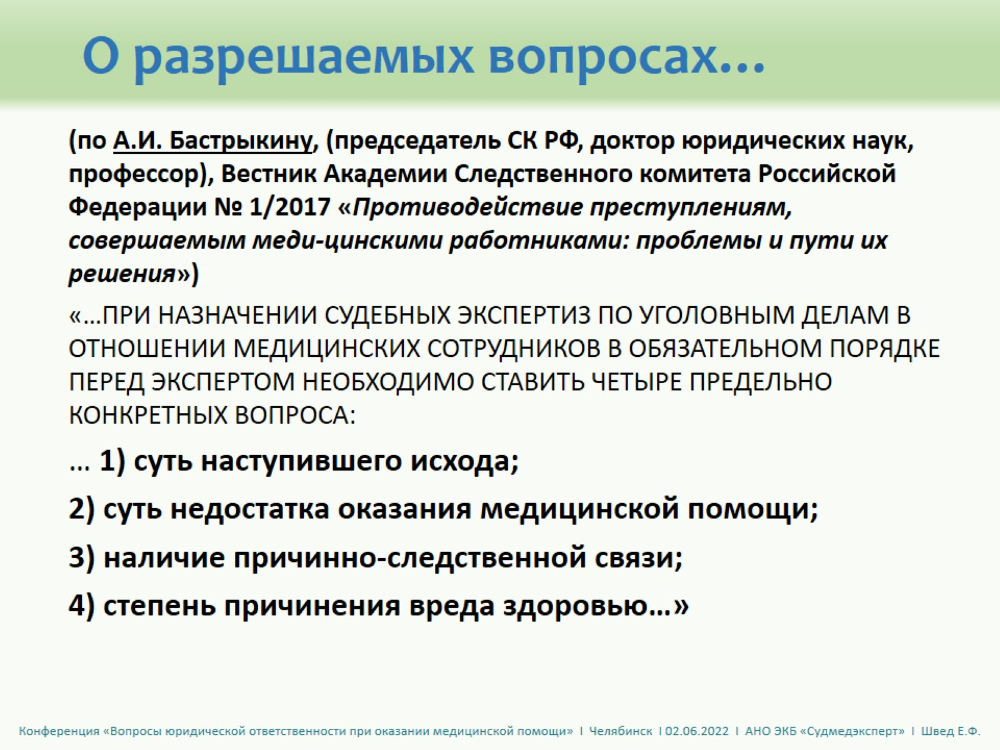 О разрешаемых вопросах...
(по А.И. Бастрыкину, (председатель СК РФ, доктор юридических наук,
профессор), Вестник Академии Следственного комитета Российской
Федерации № 1/2017 «Противодействие преступлениям,
совершаемым меди-цинскими работниками: проблемы и пути их
решения»)
«...ПРИ НАЗНАЧЕНИИ СУДЕБНЫХ ЭКСПЕРТИЗ ПО УГОЛОВНЫМ ДЕЛАМ В
ОТНОШЕНИИ МЕДИЦИНСКИХ СОТРУДНИКОВ В ОБЯЗАТЕЛЬНОМ ПОРЯДКЕ
ПЕРЕД ЭКСПЕРТОМ НЕОБХОДИМО СТАВИТЬ ЧЕТЫРЕ ПРЕДЕЛЬНО
КОНКРЕТНЫХ ВОПРОСА:
... 1) суть наступившего исхода;
2) суть недостатка оказания медицинской помощи;
3) наличие причинно-следственной связи;
4) степень причинения вреда здоровью...»
Конференция «Вопросы юридической ответственности при оказании медицинской помощи» I Челябинск I 02.06.2022 I АНО ЭКБ «Судмедэксперт» I Швед Е.Ф.